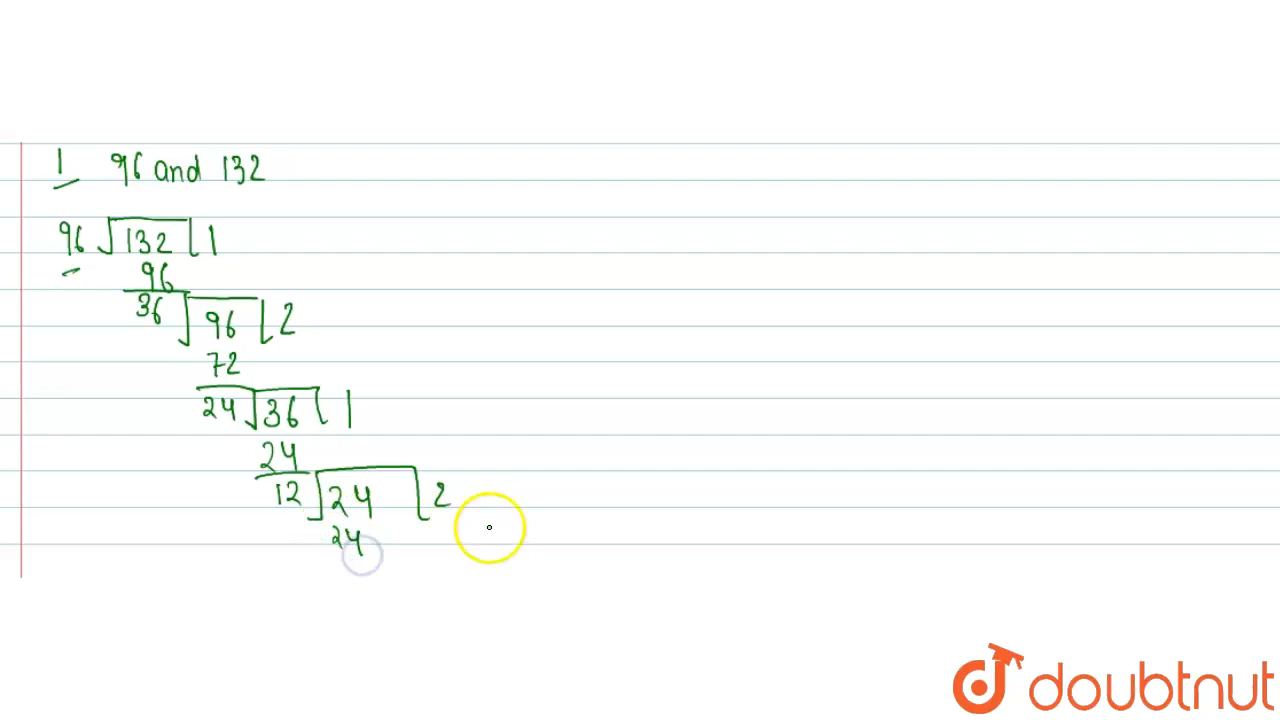 1 96 and 132
96 132 1
96
36 96 2
72
24 36 1
24
12 24 2
24
doubtnut